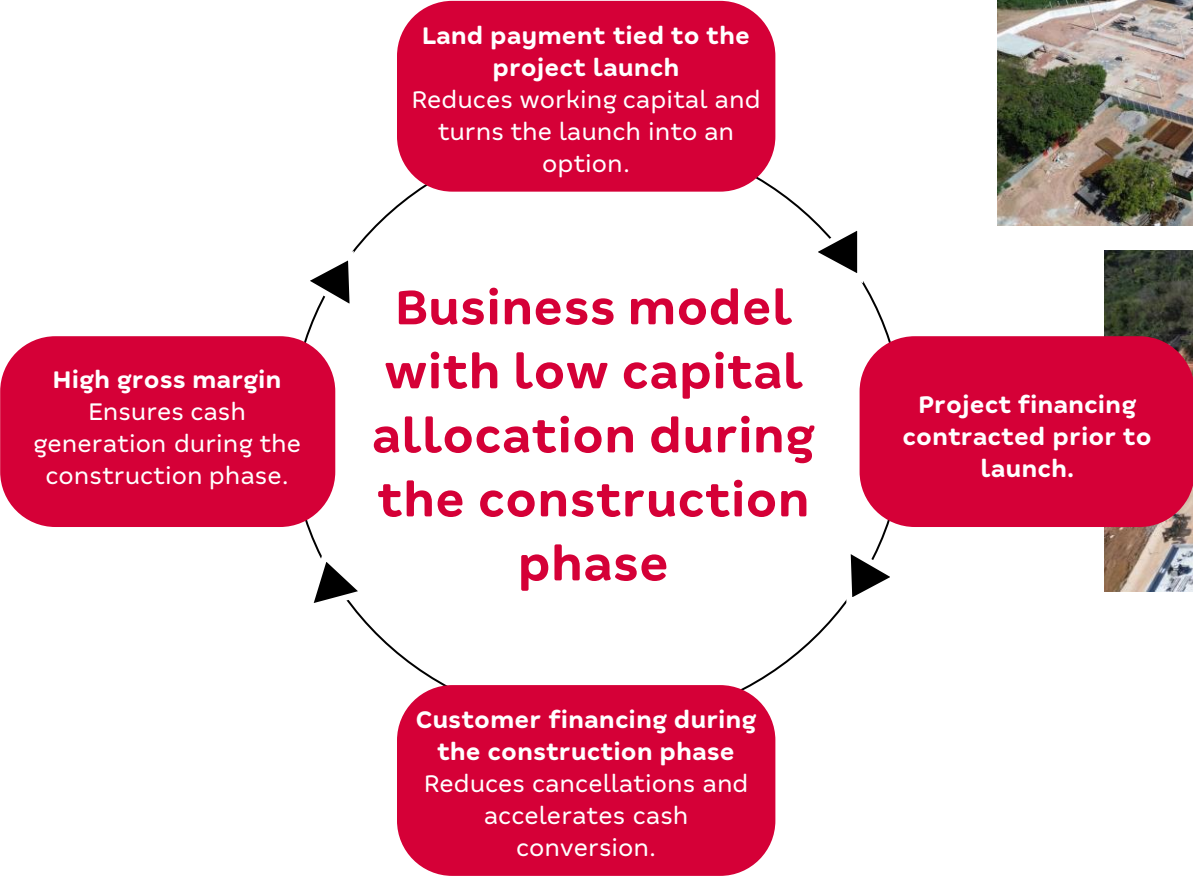 Land payment tied to the
project launch
Reduces working capital and
turns the launch into an
option.
Business model
with low capital
allocation during
the construction
phase
High gross margin
Ensures cash
generation during the
construction phase.
Project financing
contracted prior to
launch.
Customer financing during
the construction phase
Reduces cancellations and
accelerates cash
conversion.